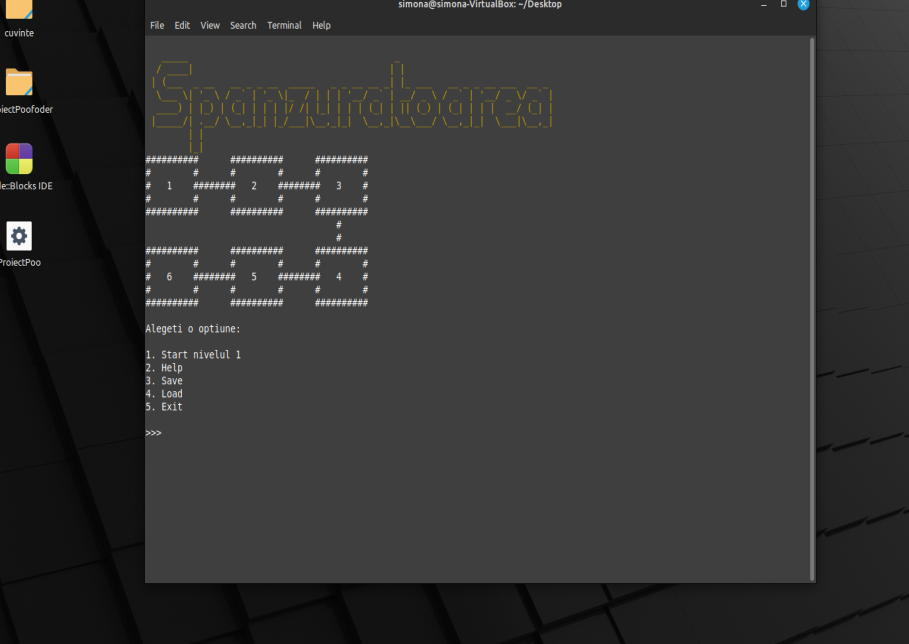 simona@simona-VirtualBox: ~/Desktop
File Edit View Search Terminal Help
cuvinte
iectPoofoder
le::Blocks IDE
ProiectPoo
Spanzuratoarea
########## ########## ##########
# # # # # #
# 1 ######## 2 ######## 3 #
# # # # # #
########## ########## ##########
#
#
########## ########## ##########
# # # # # #
# 6 ######## 5 ######## 4 #
# # # # # #
########## ########## ##########
Alegeti o optiune:
1. Start nivelul 1
2. Help
3. Save
4. Load
5. Exit
>>>